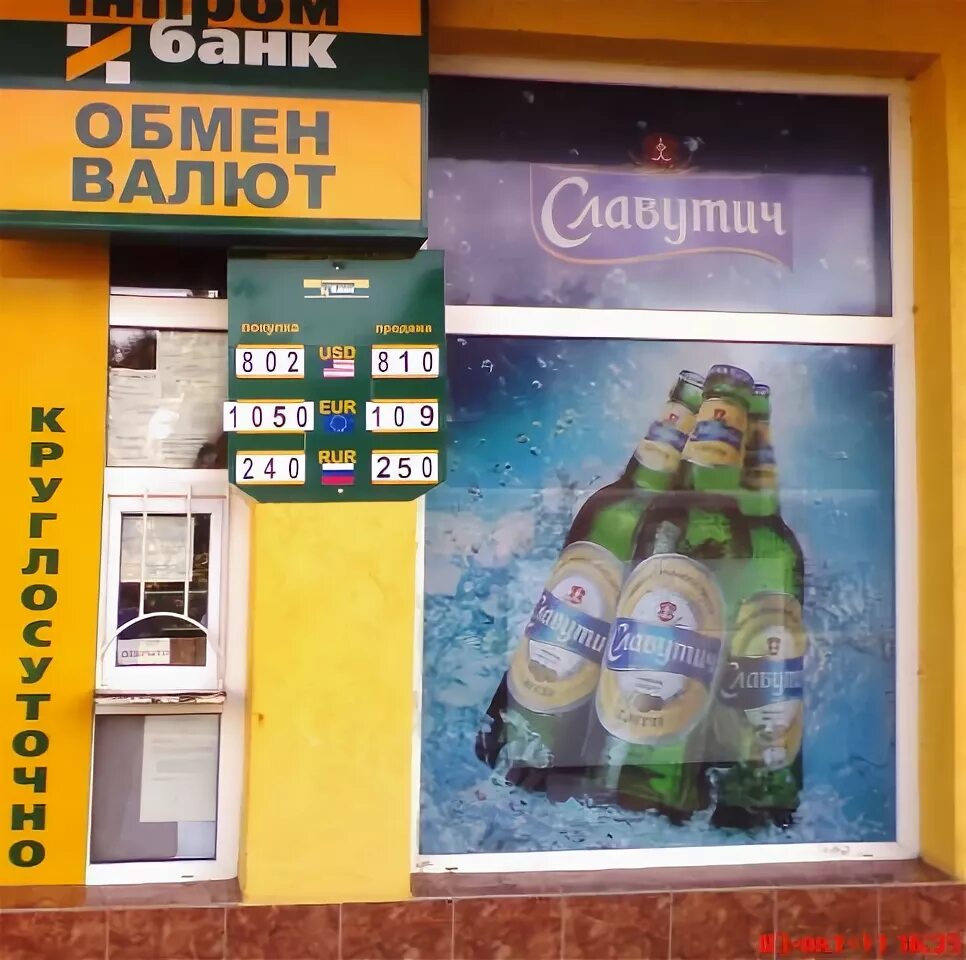 банк
ОБМЕН
ВАЛЮТ
Славутич
покупка продажа
802 USD 810
1050 EUR 109
240 RUR 250
КРУГЛОСУТОЧНО
Славутич